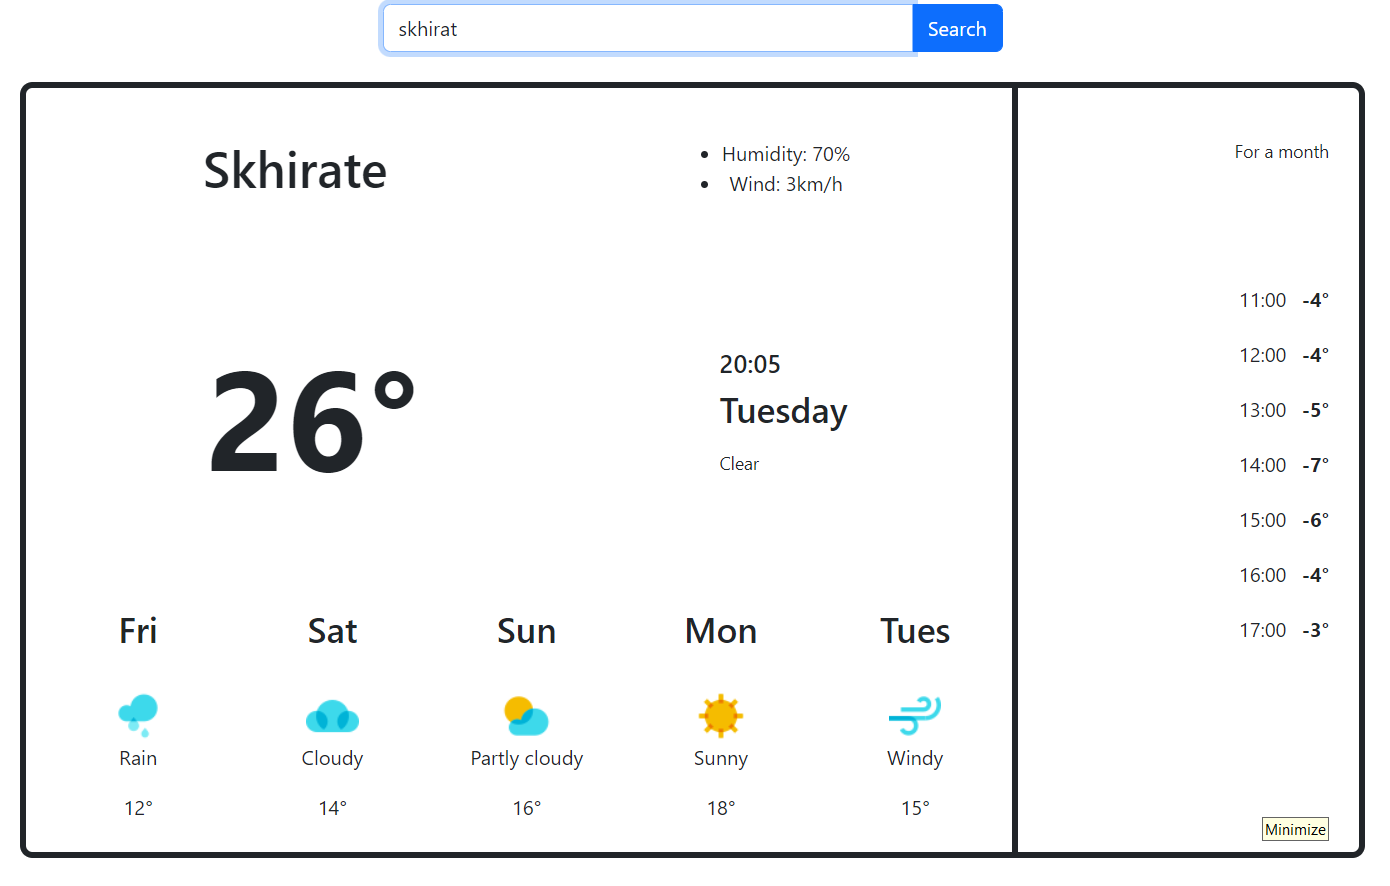 skhirat Search
Skhirate
Humidity: 70%
Wind: 3km/h
For a month
26°
20:05
Tuesday
Clear
11:00 -4°
12:00 -4°
13:00 -5°
14:00 -7°
15:00 -6°
16:00 -4°
17:00 -3°
Fri Sat Sun Mon Tues
Rain Cloudy Partly cloudy Sunny Windy
12° 14° 16° 18° 15°
Minimize